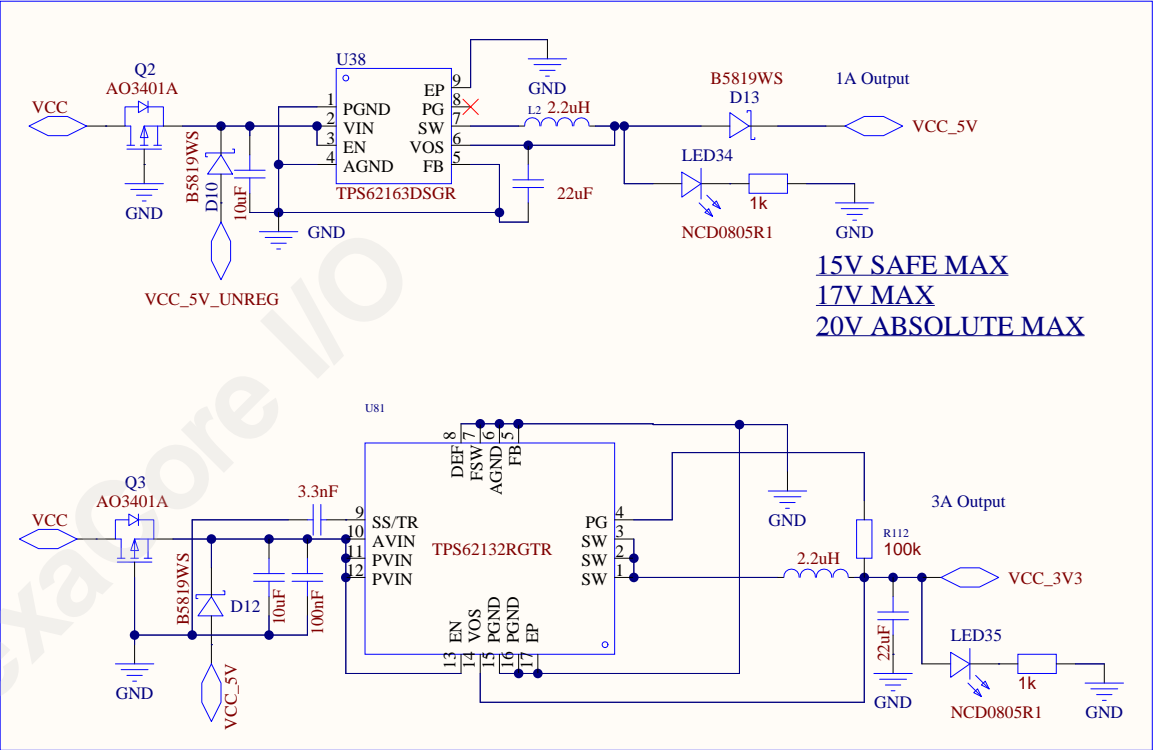 U38
Q2
AO3401A
VCC
GND
B5819WS
D10
10uF
VCC_5V_UNREG
GND
1
PGND
2
VIN
3
EN
4
AGND
EP
9
PG
8
SW
7
VOS
6
FB
5
TPS62163DSGR
GND
L2 2.2uH
22uF
B5819WS
D13
1A Output
VCC_5V
LED34
NCD0805R1
1k
GND
15V SAFE MAX
17V MAX
20V ABSOLUTE MAX
exacore I/O
U81
Q3
AO3401A
VCC
GND
B5819WS
D12
VCC_5V
10uF
100nF
3.3nF
8
DEF
7
FSW
6
AGND
5
FB
9
SS/TR
10
AVIN
11
PVIN
12
PVIN
TPS62132RGTR
PG
4
SW
3
SW
2
SW
1
EN
13
VOS
14
PGND
15
PGND
16
EP
17
GND
3A Output
R112
100k
2.2uH
VCC_3V3
22uF
GND
LED35
NCD0805R1
1k
GND